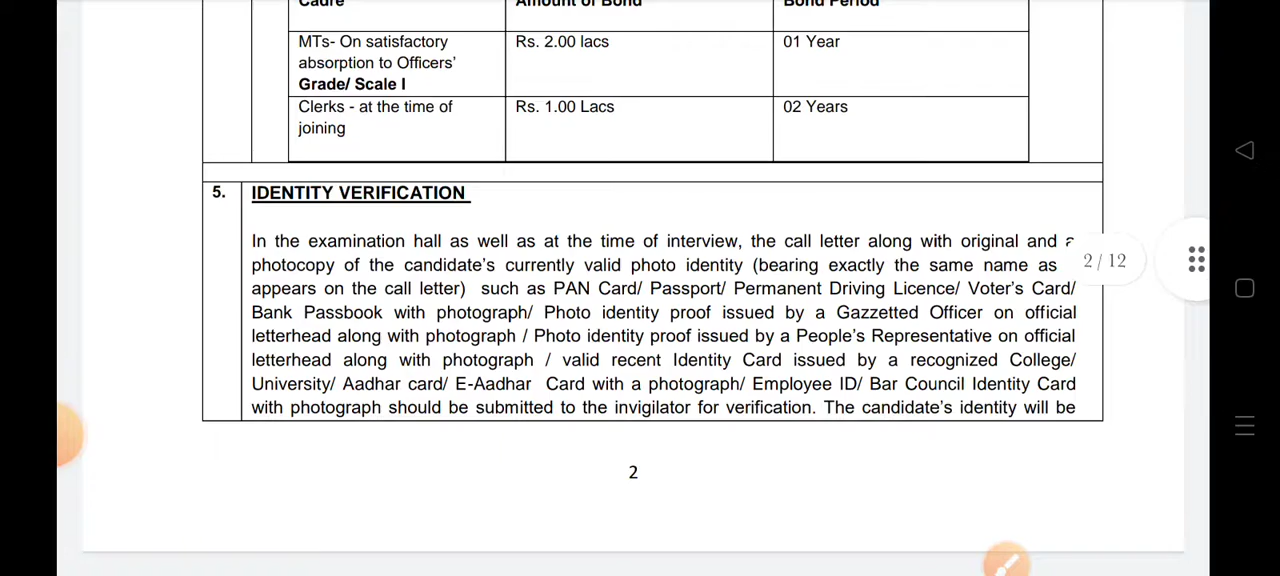 Cadre Amount of Bond Bond Period
MTs- On satisfactory Rs. 2.00 lacs 01 Year
absorption to Officers'
Grade/ Scale I
Clerks - at the time of Rs. 1.00 Lacs 02 Years
joining
5. IDENTITY VERIFICATION
In the examination hall as well as at the time of interview, the call letter along with original and a
photocopy of the candidate's currently valid photo identity (bearing exactly the same name as
2 / 12
appears on the call letter) such as PAN Card/ Passport/ Permanent Driving Licence/ Voter's Card/
Bank Passbook with photograph/ Photo identity proof issued by a Gazzetted Officer on official
letterhead along with photograph / Photo identity proof issued by a People's Representative on official
letterhead along with photograph / valid recent Identity Card issued by a recognized College/
University/ Aadhar card/ E-Aadhar Card with a photograph/ Employee ID/ Bar Council Identity Card
with photograph should be submitted to the invigilator for verification. The candidate's identity will be
2